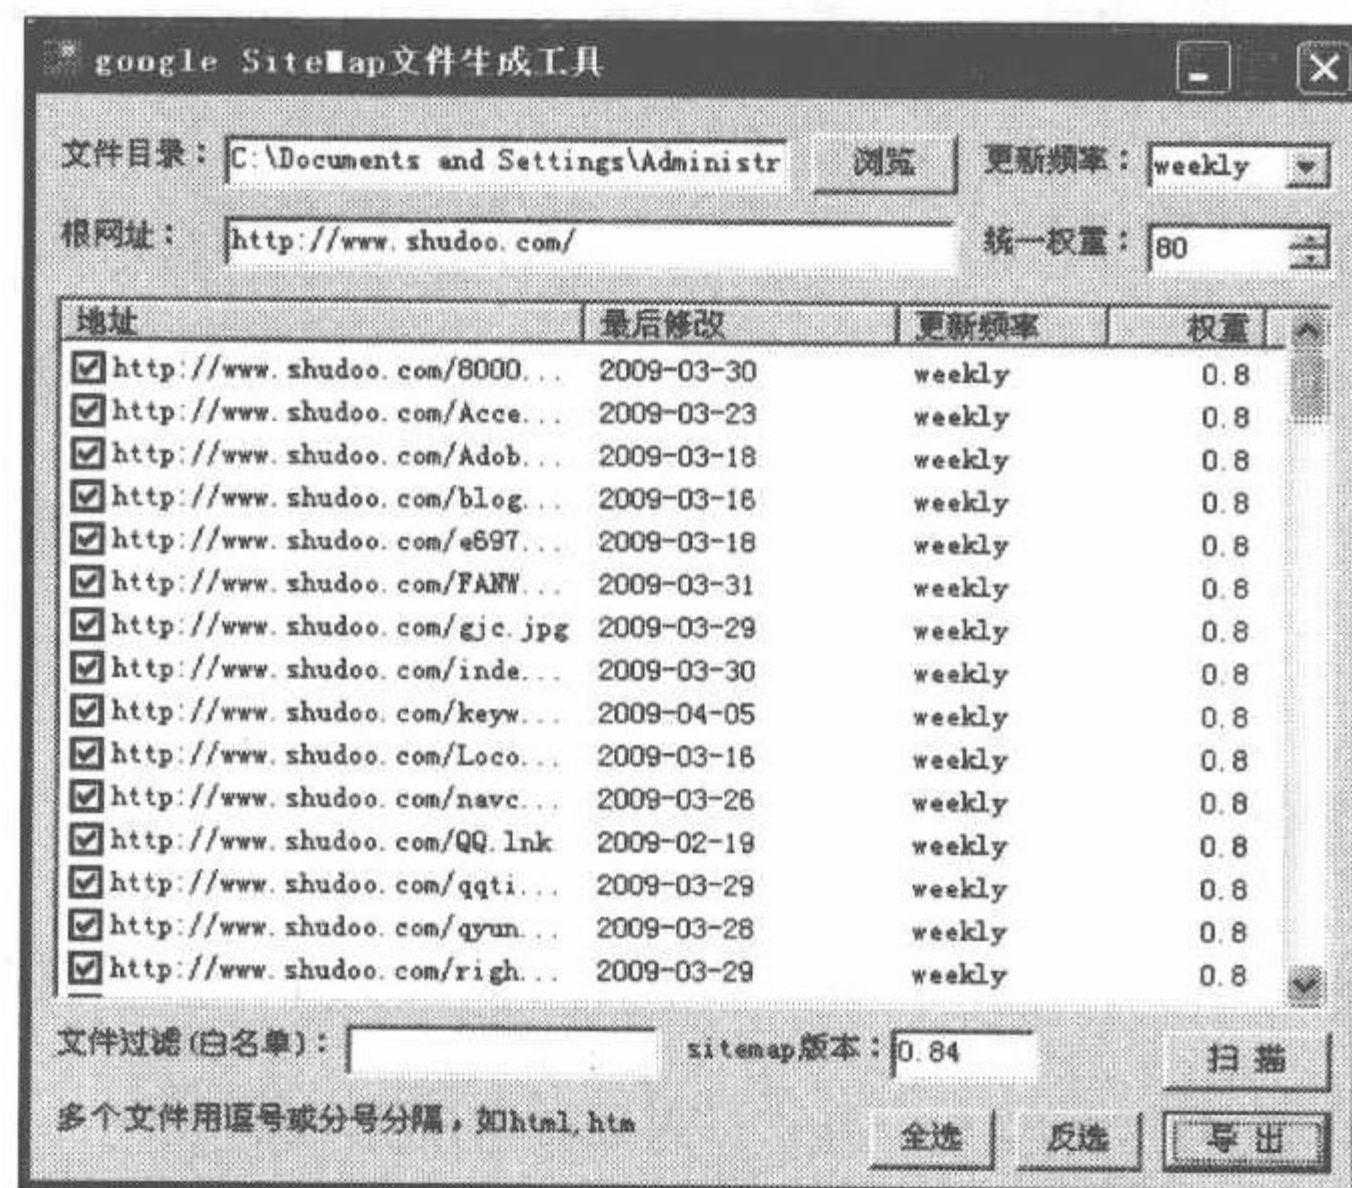 google SiteMap文件生成工具
文件目录： C:\Documents and Settings\Administr 浏览 更新频率： weekly
根网址： http://www.shudoo.com/ 统一权重： 80
地址 最后修改 更新频率 权重
http://www.shudoo.com/8000... 2009-03-30 weekly 0.8
http://www.shudoo.com/Acce... 2009-03-23 weekly 0.8
http://www.shudoo.com/Adob... 2009-03-18 weekly 0.8
http://www.shudoo.com/blog... 2009-03-16 weekly 0.8
http://www.shudoo.com/e697... 2009-03-18 weekly 0.8
http://www.shudoo.com/FANW... 2009-03-31 weekly 0.8
http://www.shudoo.com/gjc.jpg 2009-03-29 weekly 0.8
http://www.shudoo.com/inde... 2009-03-30 weekly 0.8
http://www.shudoo.com/keyw... 2009-04-05 weekly 0.8
http://www.shudoo.com/Loco... 2009-03-16 weekly 0.8
http://www.shudoo.com/navc... 2009-03-26 weekly 0.8
http://www.shudoo.com/QQ.lnk 2009-02-19 weekly 0.8
http://www.shudoo.com/qqti... 2009-03-29 weekly 0.8
http://www.shudoo.com/qyun... 2009-03-28 weekly 0.8
http://www.shudoo.com/righ... 2009-03-29 weekly 0.8
文件过滤(白名单)： sitemap版本： 0.84 扫 描
多个文件用逗号或分号分隔，如html,htm 全选 反选 导 出